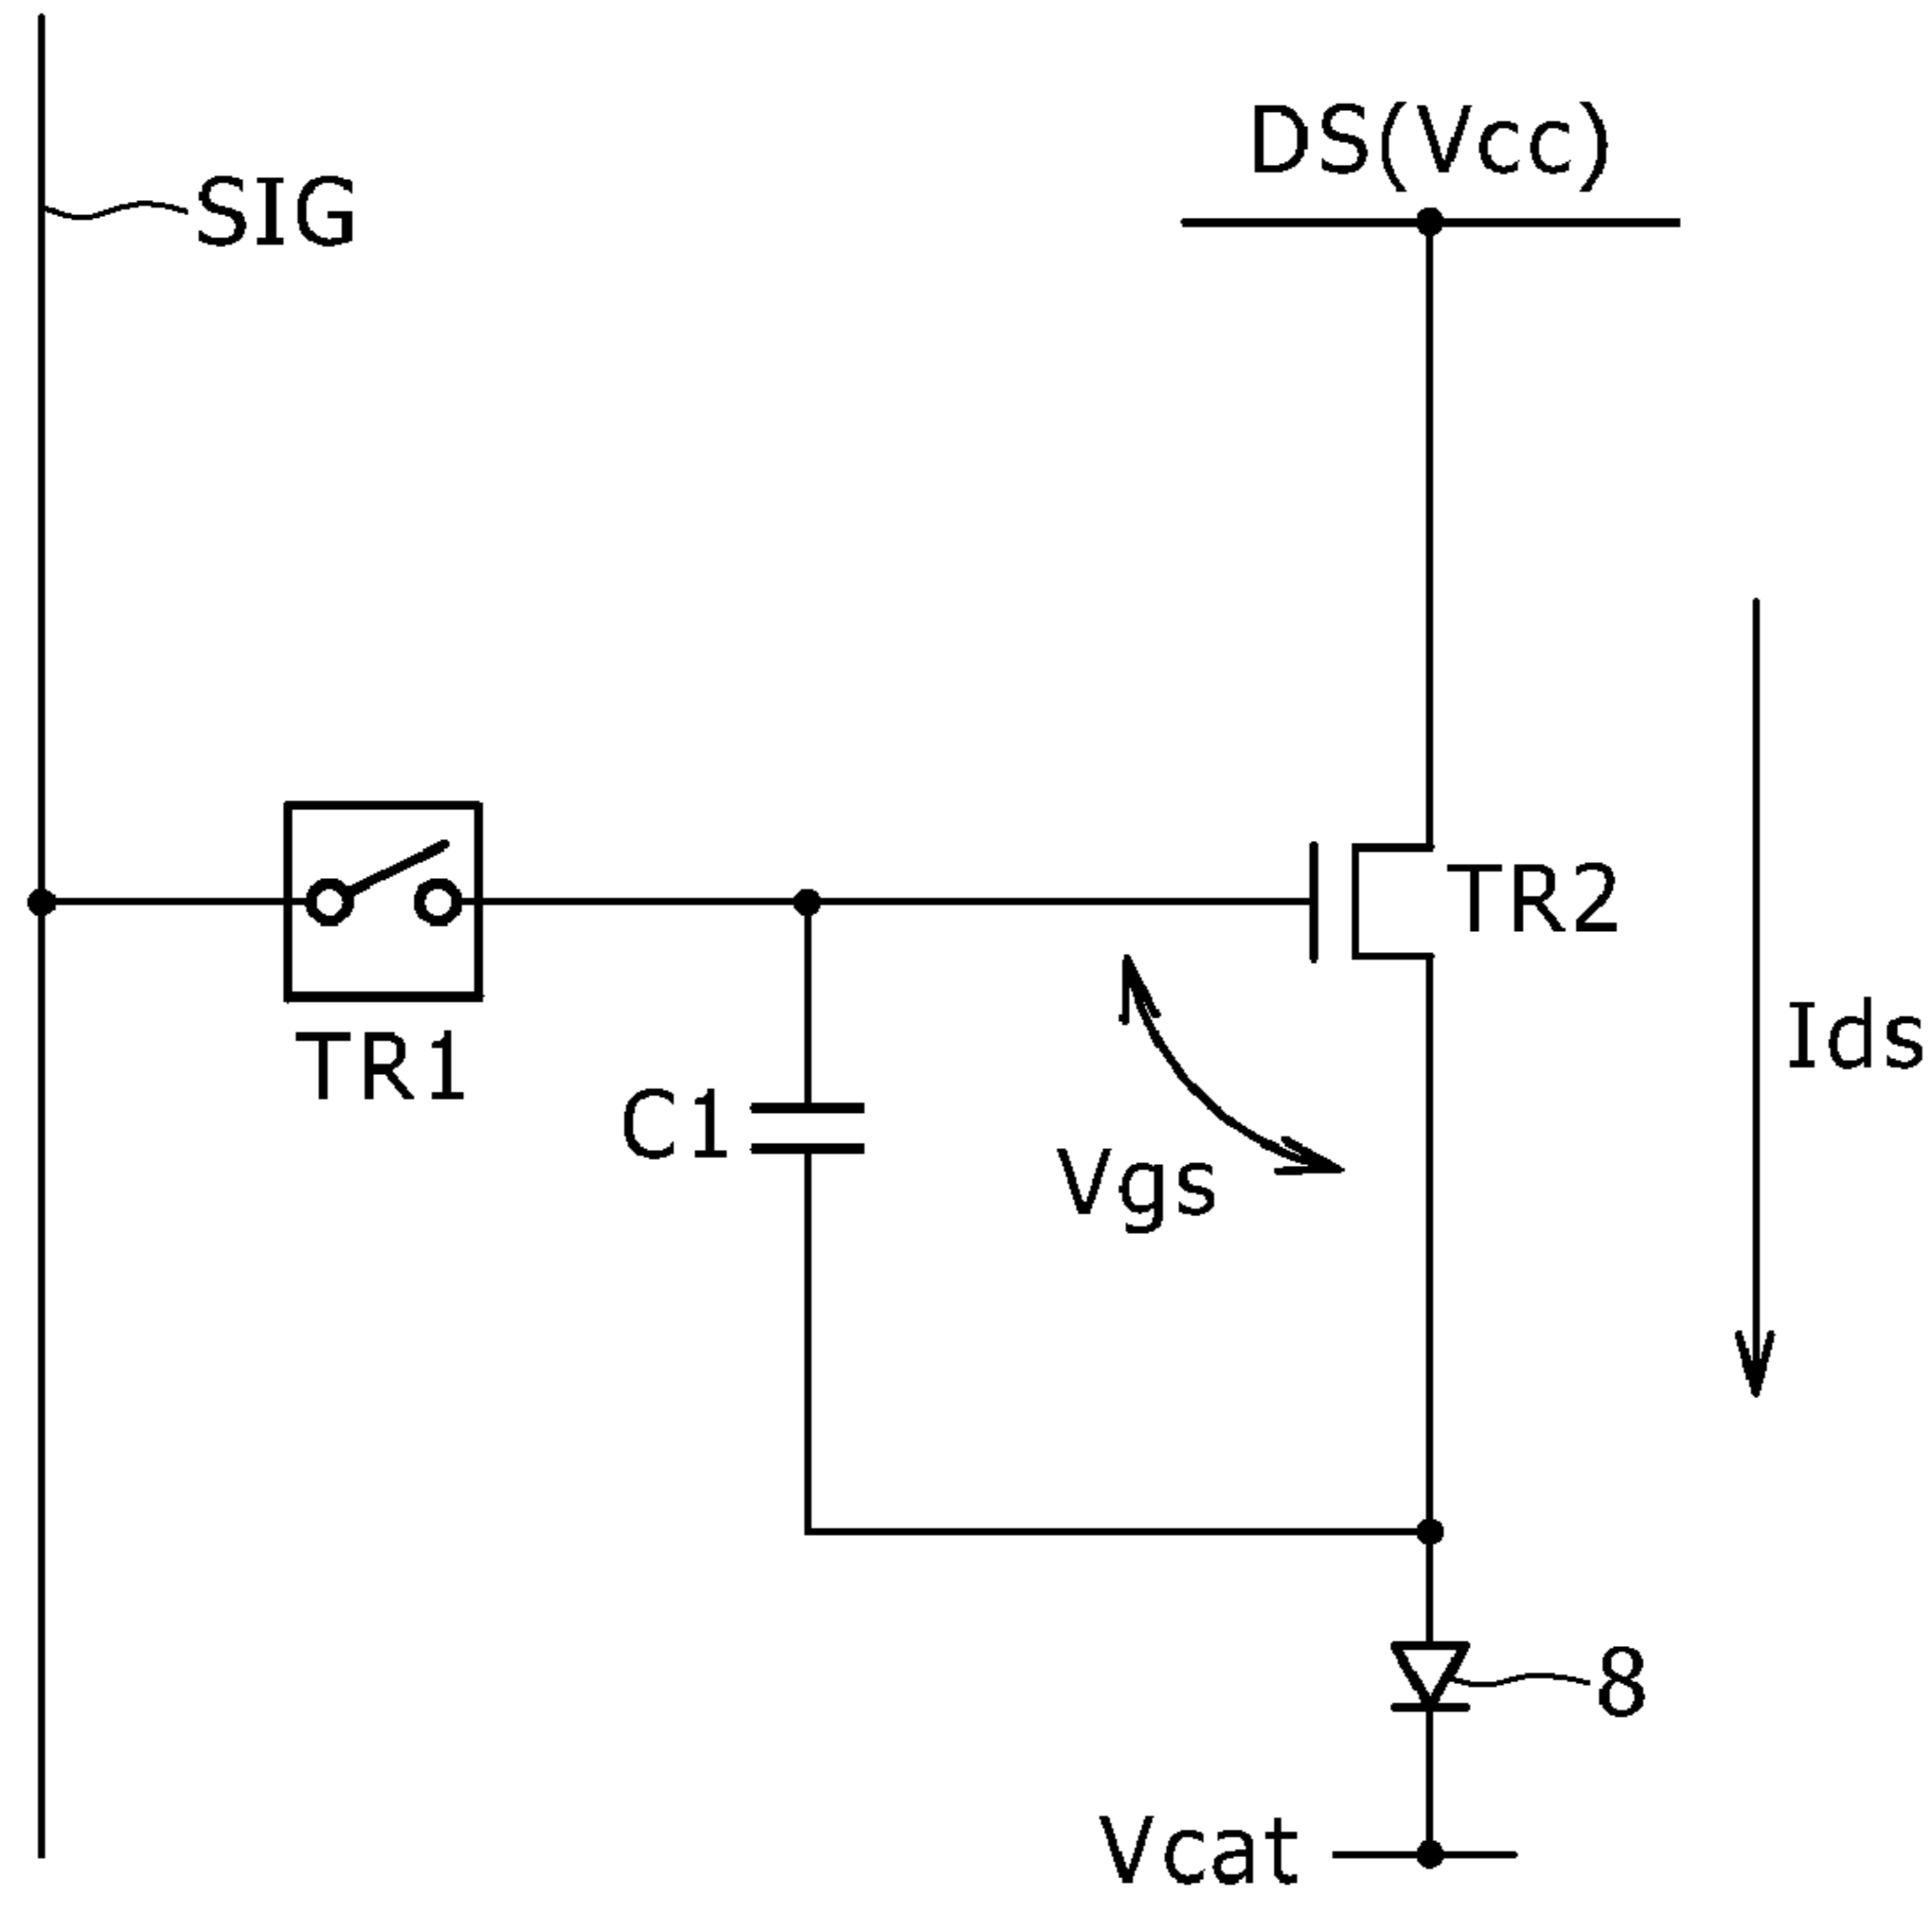 DS(Vcc)
SIG
TR2
Ids
TR1
C1
Vgs
8
Vcat